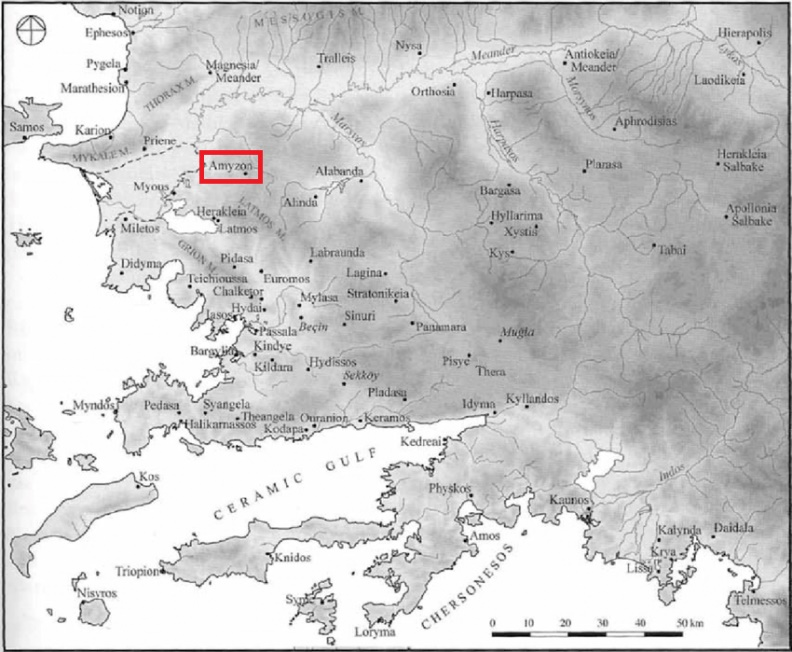 Notion
Ephesos
Pygela
Marathesion
MESSOGIS M.
Nysa
Meander
Hierapolis
Lykos
Magnesia/
Meander
Tralleis
Antiokeia/
Meander
Laodikeia
THORAX M.
Orthosia
Harpasa
Morsynos
Samos
Karion
Priene
Marsyas
Harpasos
Aphrodisias
MYKALE M.
Amyzon
Alabanda
Plarasa
Herakleia
Salbake
Myous
Alinda
Bargasa
LATMOS M.
Herakleia
Latmos
Hyllarima
Xystis
Apollonia
Salbake
Miletos
GRION M.
Kys
Tabai
Didyma
Pidasa
Labraunda
Teichioussa
Euromos
Lagina
Chalketor
Mylasa
Stratonikeia
Hydai
Iasos
Beçin
Sinuri
Passala
Panamara
Muğla
Bargylia
Kindye
Kildara
Hydissos
Pisye
Thera
Sekköy
Pladasa
Myndos
Pedasa
Syangela
Theangela
Ouranion
Keramos
Idyma
Kyllandos
Halikarnassos
Kodapa
Kedreai
CERAMIC GULF
Kos
Physkos
Kaunos
Indos
Amos
Kalynda
Daidala
Knidos
Krya
Triopion
Lissai
CHERSONESOS
Nisyros
Telmessos
Loryma
0 10 20 30 40 50 km